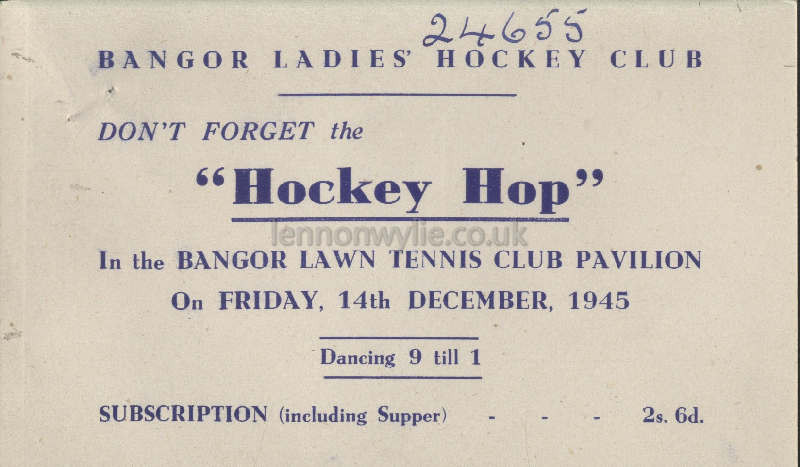 24655
BANGOR LADIES' HOCKEY CLUB
DON'T FORGET the
"Hockey Hop"
lennonwylie.co.uk
In the BANGOR LAWN TENNIS CLUB PAVILION
On FRIDAY, 14th DECEMBER, 1945
Dancing 9 till 1
SUBSCRIPTION (including Supper) - - - 2s. 6d.